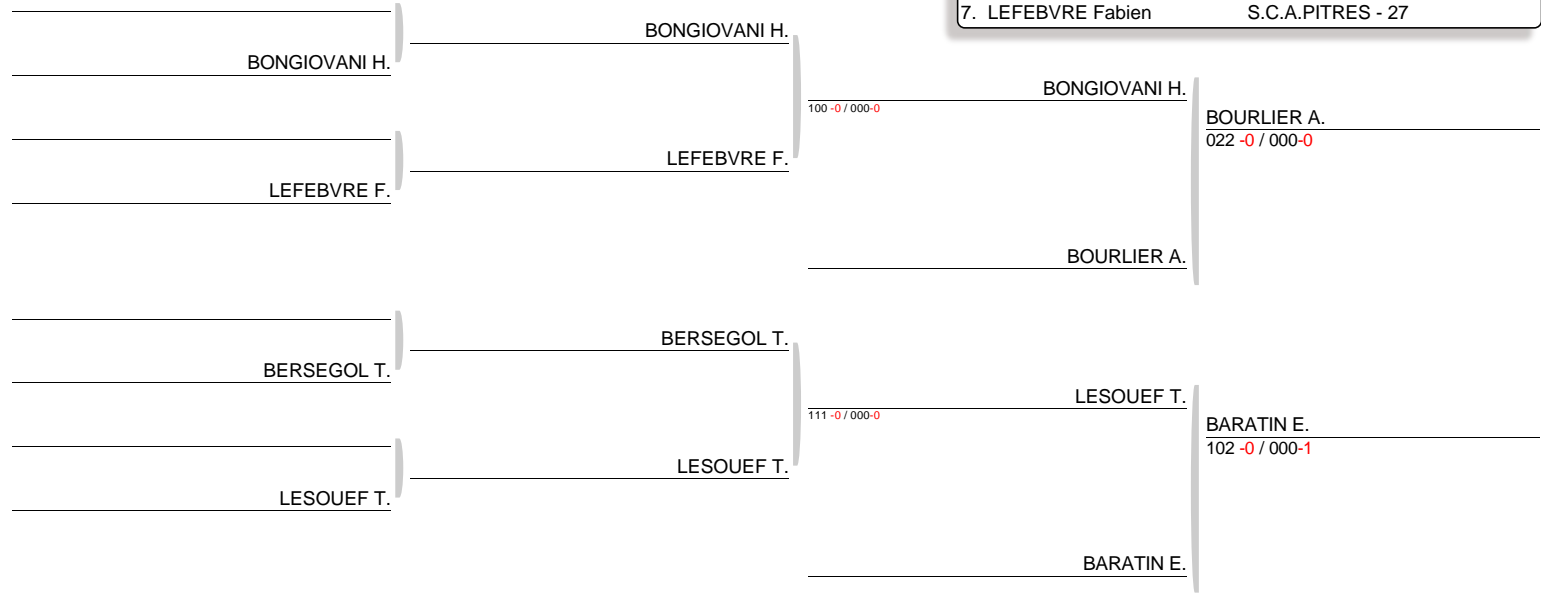 7. LEFEBVRE Fabien S.C.A.PITRES - 27
BONGIOVANI H.
BONGIOVANI H.
BONGIOVANI H.
100 -0 / 000-0
BOURLIER A.
022 -0 / 000-0
LEFEBVRE F.
LEFEBVRE F.
BOURLIER A.
BERSEGOL T.
BERSEGOL T.
LESOUEF T.
111 -0 / 000-0
BARATIN E.
102 -0 / 000-1
LESOUEF T.
LESOUEF T.
BARATIN E.